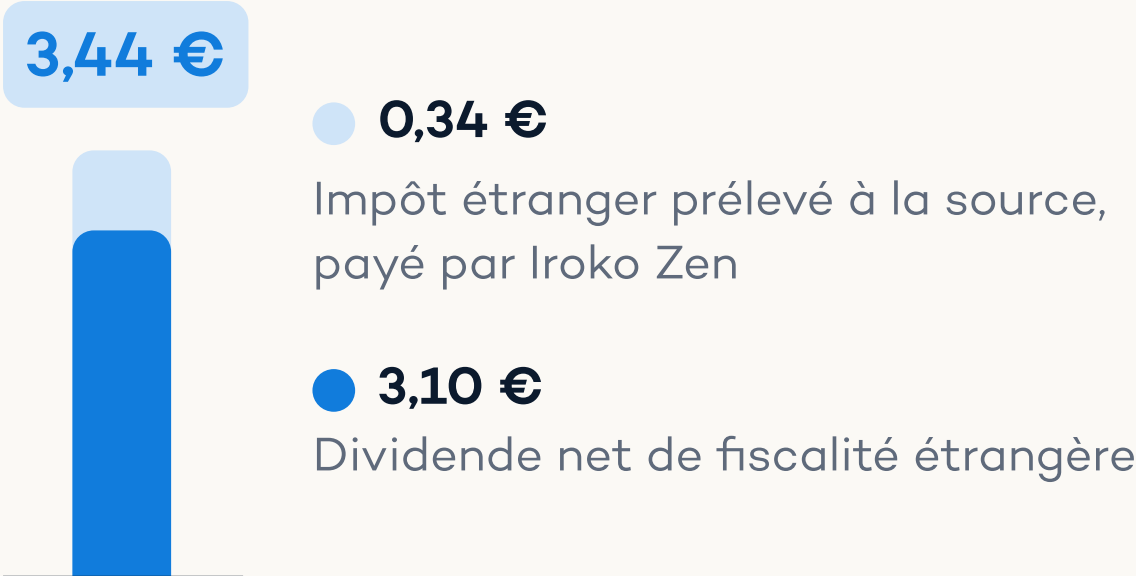 3,44 €
0,34 €
Impôt étranger prélevé à la source,
payé par Iroko Zen
3,10 €
Dividende net de fiscalité étrangère